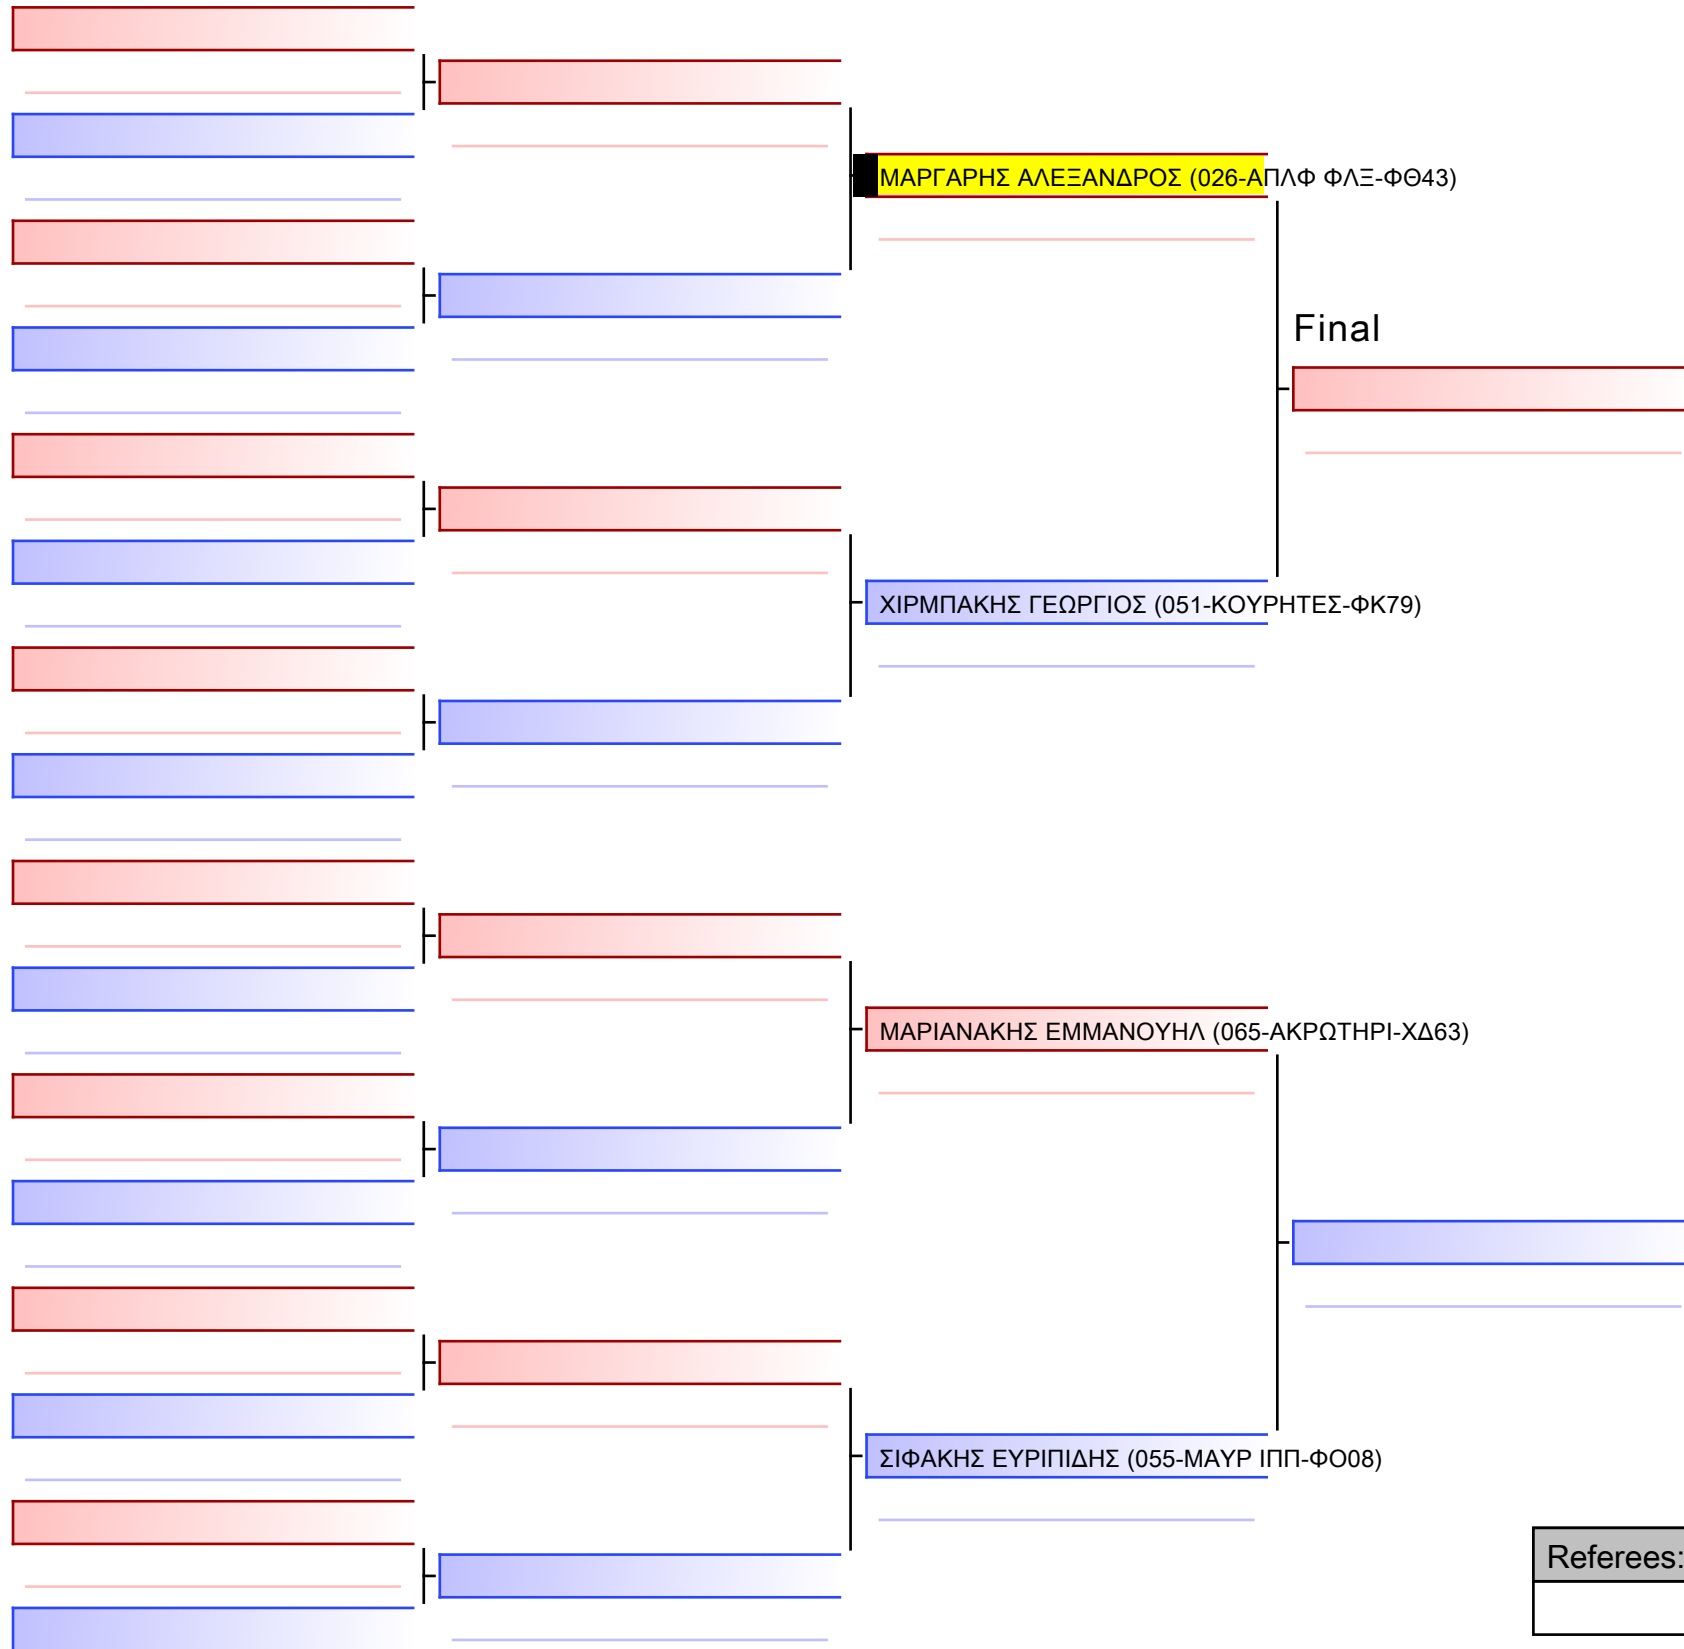 ΜΑΡΓΑΡΗΣ ΑΛΕΞΑΝΔΡΟΣ (026-ΑΠΛΦ ΦΛΞ-ΦΘ43)
Final
ΧΙΡΜΠΑΚΗΣ ΓΕΩΡΓΙΟΣ (051-ΚΟΥΡΗΤΕΣ-ΦΚ79)
ΜΑΡΙΑΝΑΚΗΣ ΕΜΜΑΝΟΥΗΛ (065-ΑΚΡΩΤΗΡΙ-ΧΔ63)
ΣΙΦΑΚΗΣ ΕΥΡΙΠΙΔΗΣ (055-ΜΑΥΡ ΙΠΠ-ΦΟ08)
Referees: